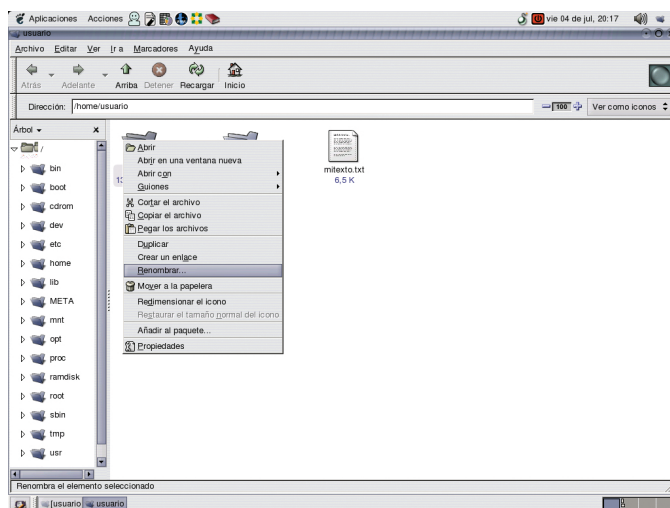 Aplicaciones Acciones vie 04 de jul, 20:17
usuario
Archivo Editar Ver Ir a Marcadores Ayuda
Atrás Adelante Arriba Detener Recargar Inicio
Dirección: /home/usuario 100 Ver como iconos
Árbol x
/
bin
boot
cdrom
dev
etc
home
lib
META
mnt
opt
proc
ramdisk
root
sbin
tmp
usr
Abrir
Abrir en una ventana nueva
Abrir con
Guiones
Cortar el archivo
Copiar el archivo
Pegar los archivos
Duplicar
Crear un enlace
Renombrar...
Mover a la papelera
Redimensionar el icono
Restaurar el tamaño normal del icono
Añadir al paquete...
Propiedades
mitexto.txt
6,5 K
Renombra el elemento seleccionado
[usuario usuario